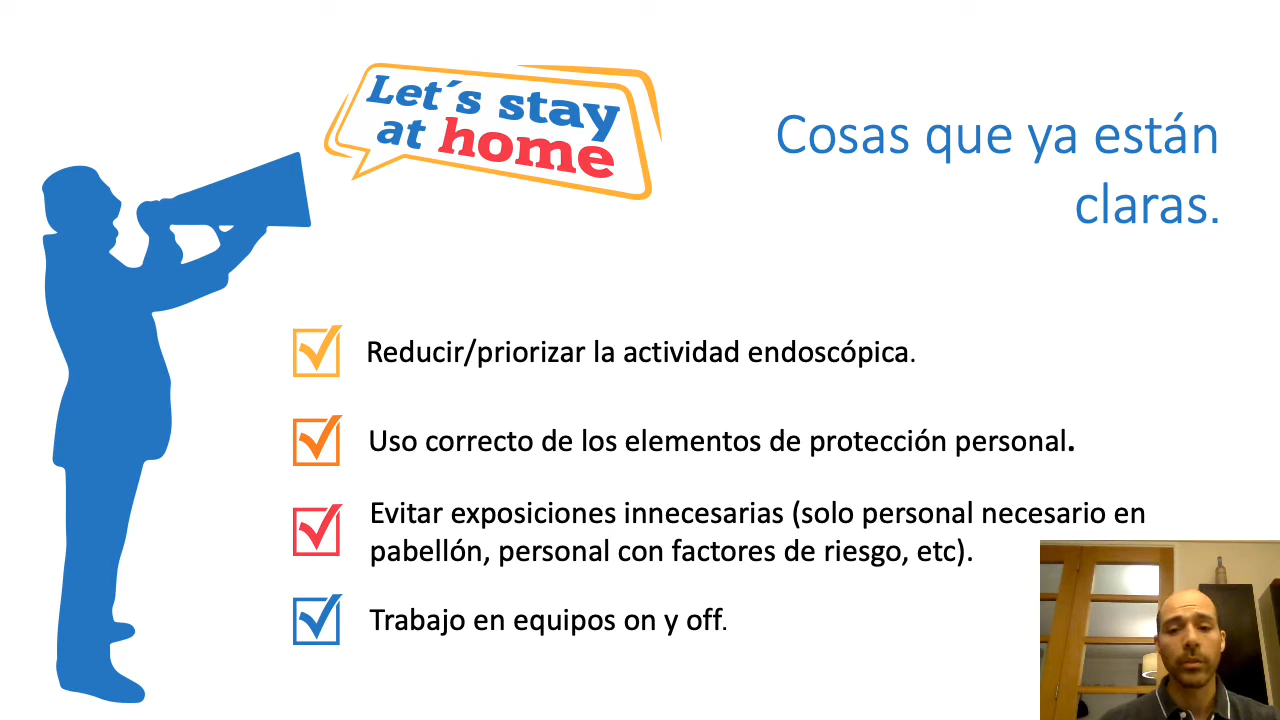 Let´s stay
at home
Cosas que ya están
claras.
Reducir/priorizar la actividad endoscópica.
Uso correcto de los elementos de protección personal.
Evitar exposiciones innecesarias (solo personal necesario en
pabellón, personal con factores de riesgo, etc).
Trabajo en equipos on y off.